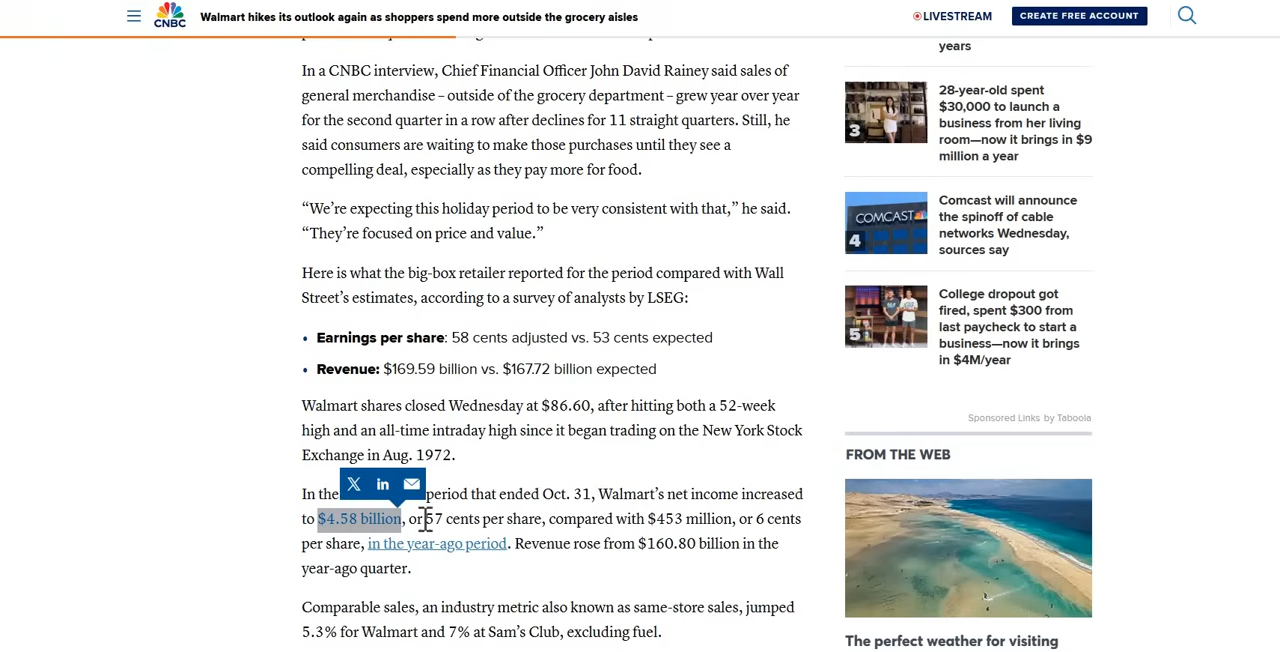 CNBC
Walmart hikes its outlook again as shoppers spend more outside the grocery aisles
LIVESTREAM
CREATE FREE ACCOUNT
In a CNBC interview, Chief Financial Officer John David Rainey said sales of
general merchandise – outside of the grocery department – grew year over year
for the second quarter in a row after declines for 11 straight quarters. Still, he
said consumers are waiting to make those purchases until they see a
compelling deal, especially as they pay more for food.
“We’re expecting this holiday period to be very consistent with that,” he said.
“They’re focused on price and value.”
Here is what the big-box retailer reported for the period compared with Wall
Street’s estimates, according to a survey of analysts by LSEG:
• Earnings per share: 58 cents adjusted vs. 53 cents expected
• Revenue: $169.59 billion vs. $167.72 billion expected
Walmart shares closed Wednesday at $86.60, after hitting both a 52-week
high and an all-time intraday high since it began trading on the New York Stock
Exchange in Aug. 1972.
In the period that ended Oct. 31, Walmart’s net income increased
to $4.58 billion, or 57 cents per share, compared with $453 million, or 6 cents
per share, in the year-ago period. Revenue rose from $160.80 billion in the
year-ago quarter.
Comparable sales, an industry metric also known as same-store sales, jumped
5.3% for Walmart and 7% at Sam’s Club, excluding fuel.
years
3
28-year-old spent
$30,000 to launch a
business from her living
room—now it brings in $9
million a year
COMCAST
4
Comcast will announce
the spinoff of cable
networks Wednesday,
sources say
5
College dropout got
fired, spent $300 from
last paycheck to start a
business—now it brings
in $4M/year
Sponsored Links by Taboola
FROM THE WEB
The perfect weather for visiting